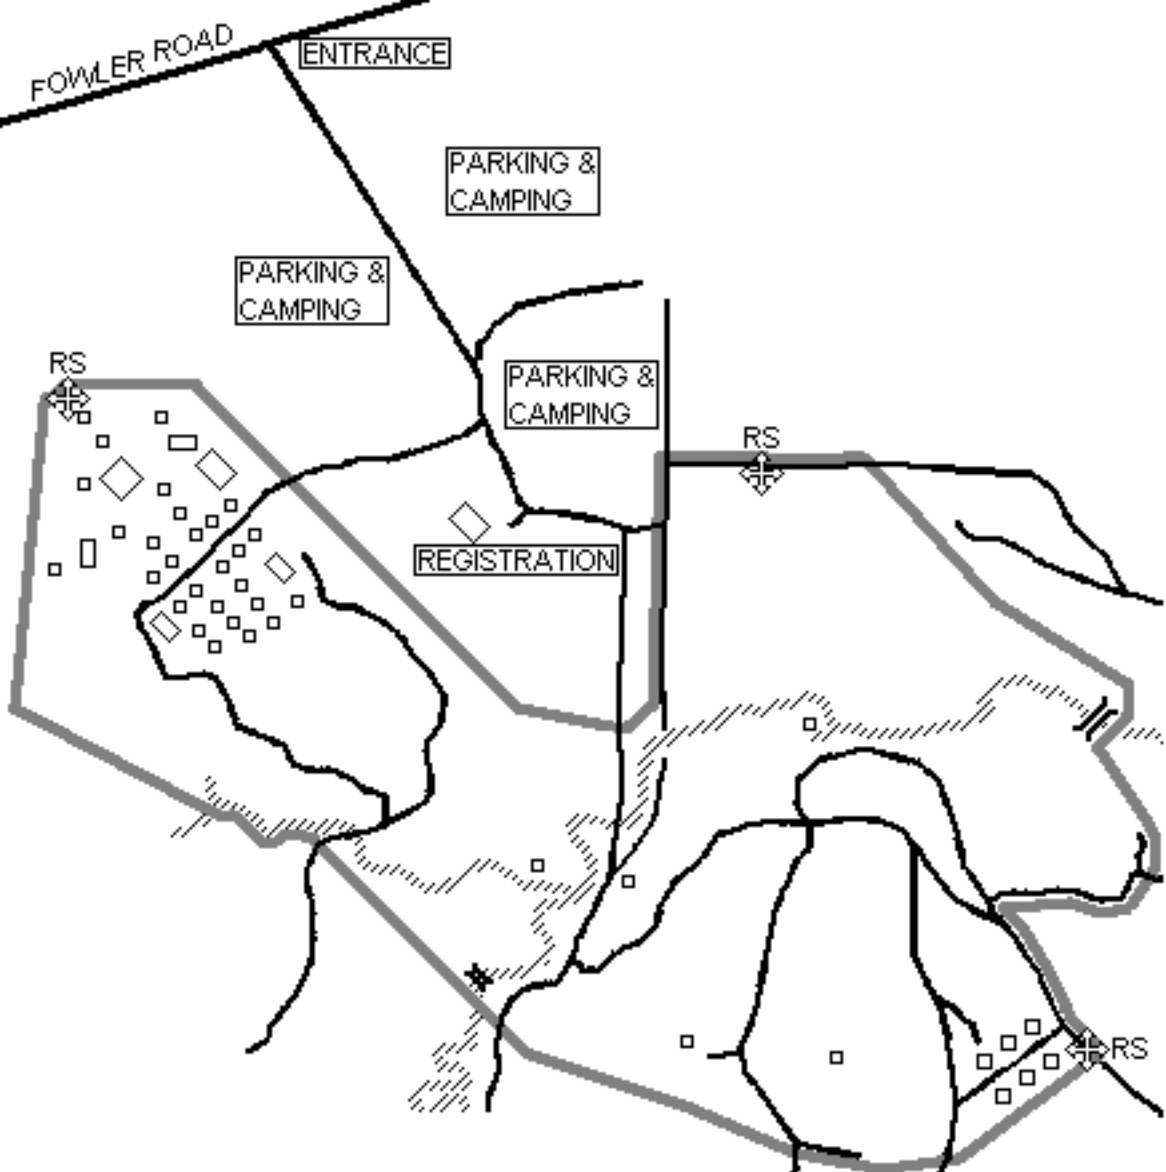 FOWLER ROAD
ENTRANCE
PARKING &
CAMPING
PARKING &
CAMPING
RS
PARKING &
CAMPING
RS
REGISTRATION
RS